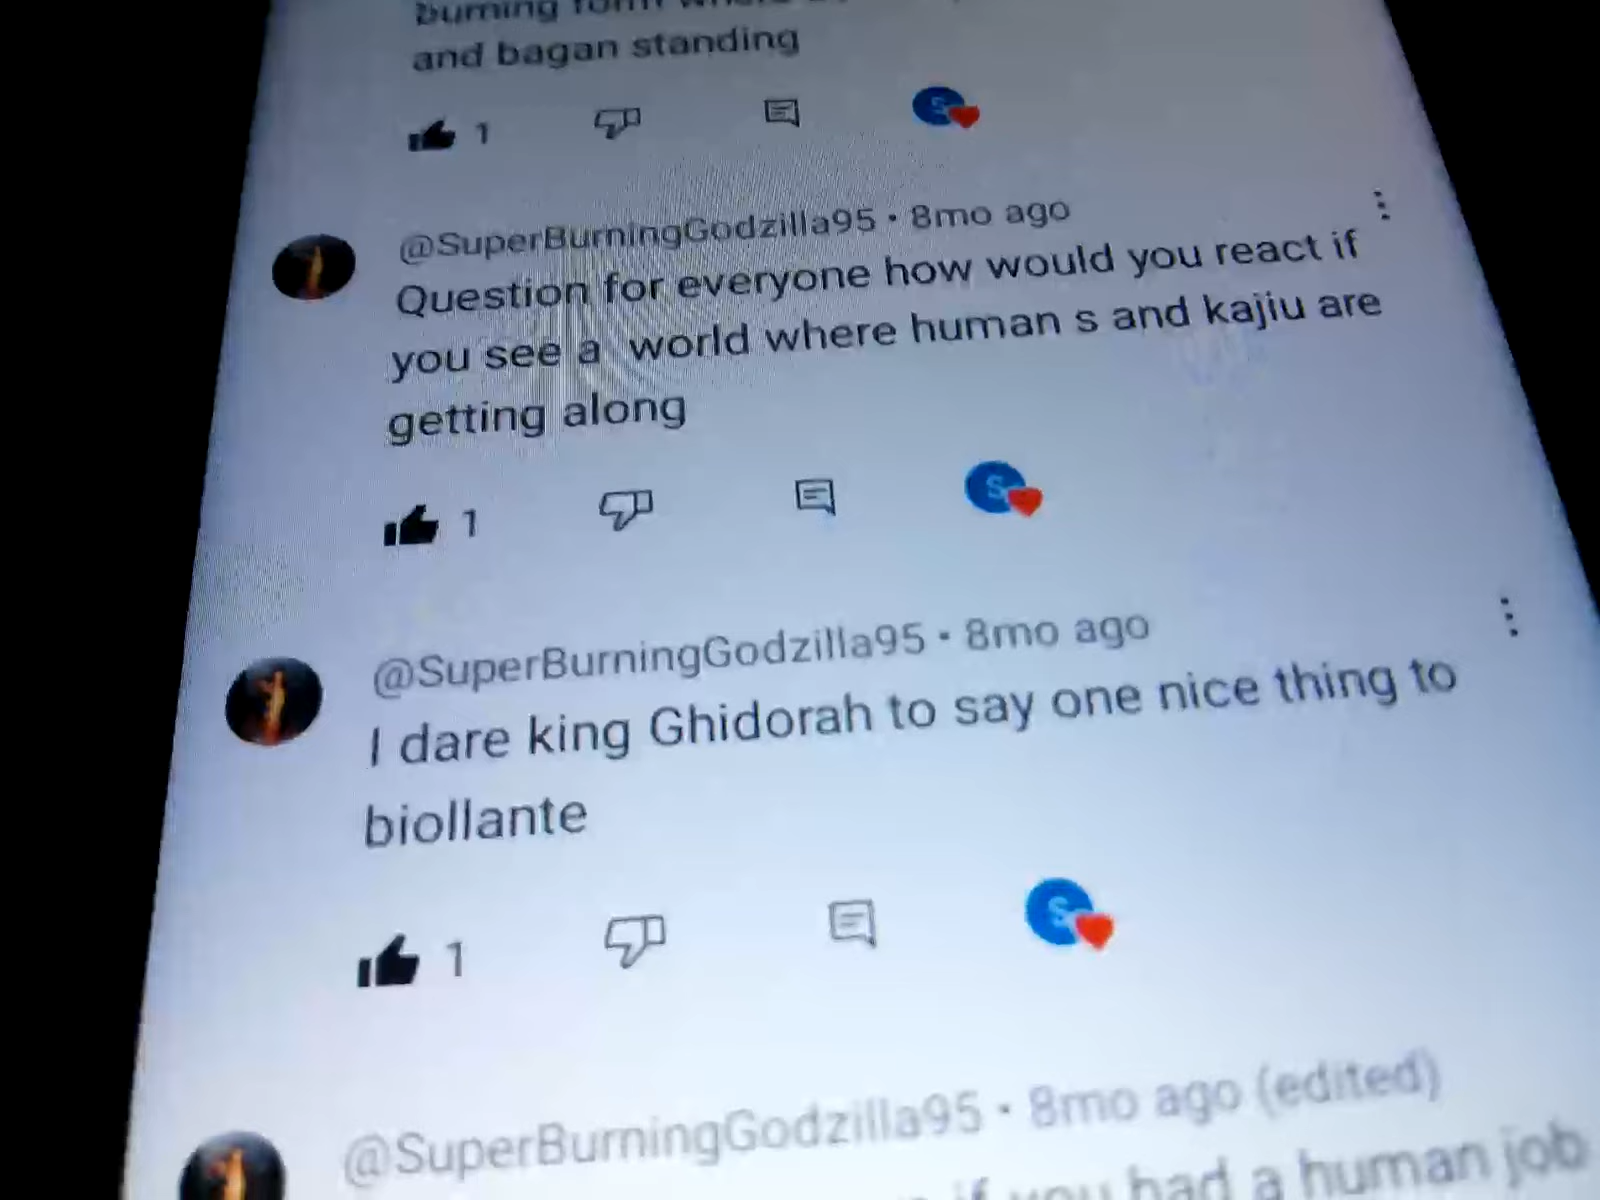 burning form
and bagan standing
1
S
@SuperBurningGodzilla95 • 8mo ago
Question for everyone how would you react if
you see a world where human s and kajiu are
getting along
1
S
@SuperBurningGodzilla95 • 8mo ago
I dare king Ghidorah to say one nice thing to
biollante
1
S
@SuperBurningGodzilla95 • 8mo ago (edited)
if you had a human job